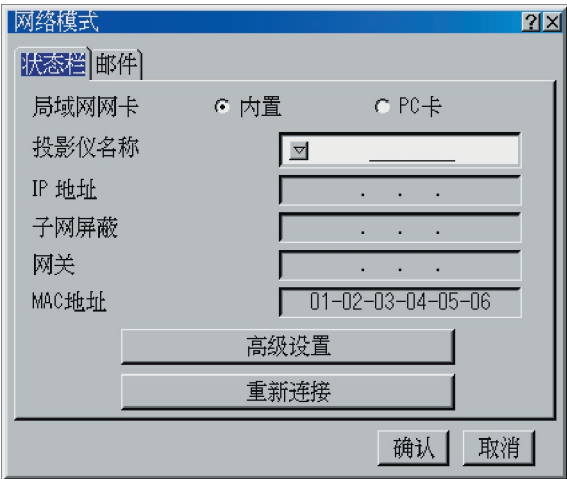 网络模式 ? ×
状态栏 邮件
局域网网卡 内置 PC卡
投影仪名称
IP 地址 . . .
子网屏蔽 . . .
网关 . . .
MAC地址 01-02-03-04-05-06
高级设置
重新连接
确认 取消